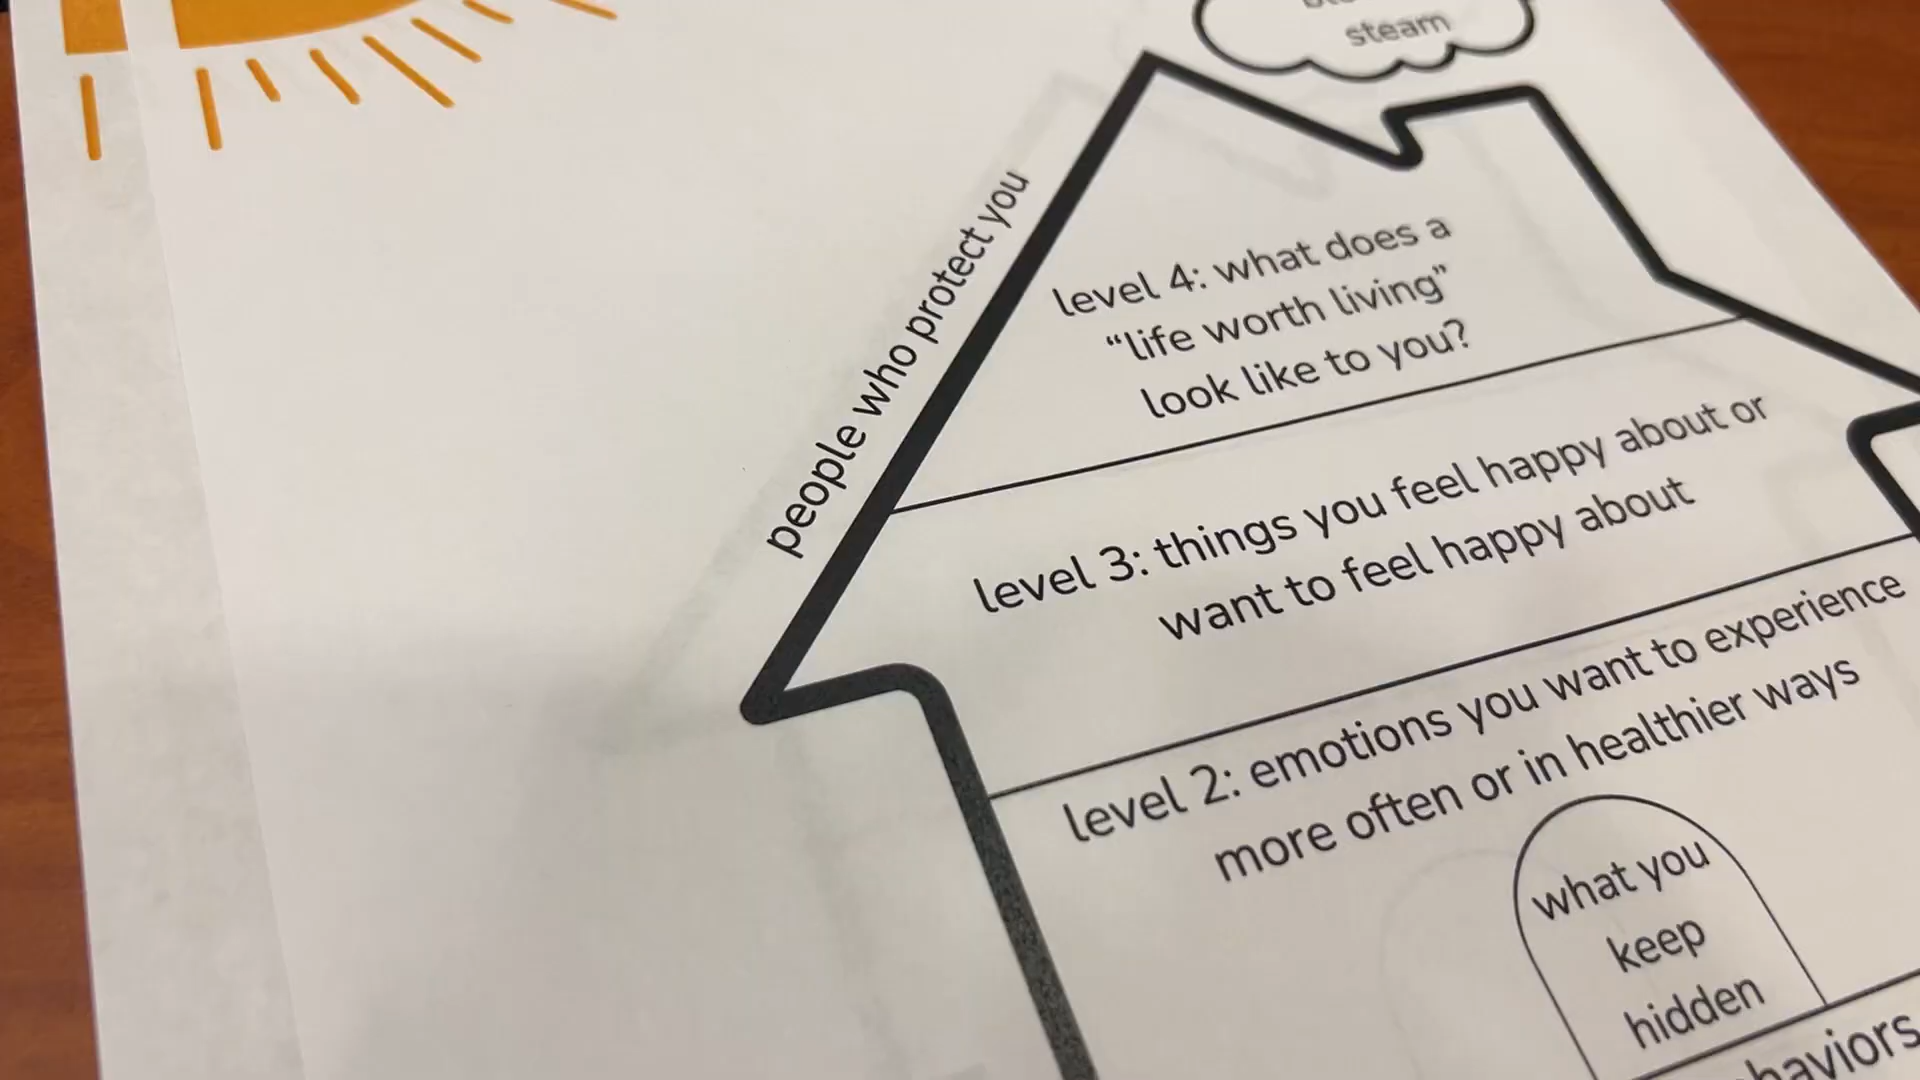 steam
people who protect you
level 4: what does a
“life worth living”
look like to you?
level 3: things you feel happy about or
want to feel happy about
level 2: emotions you want to experience
more often or in healthier ways
what you
keep
hidden